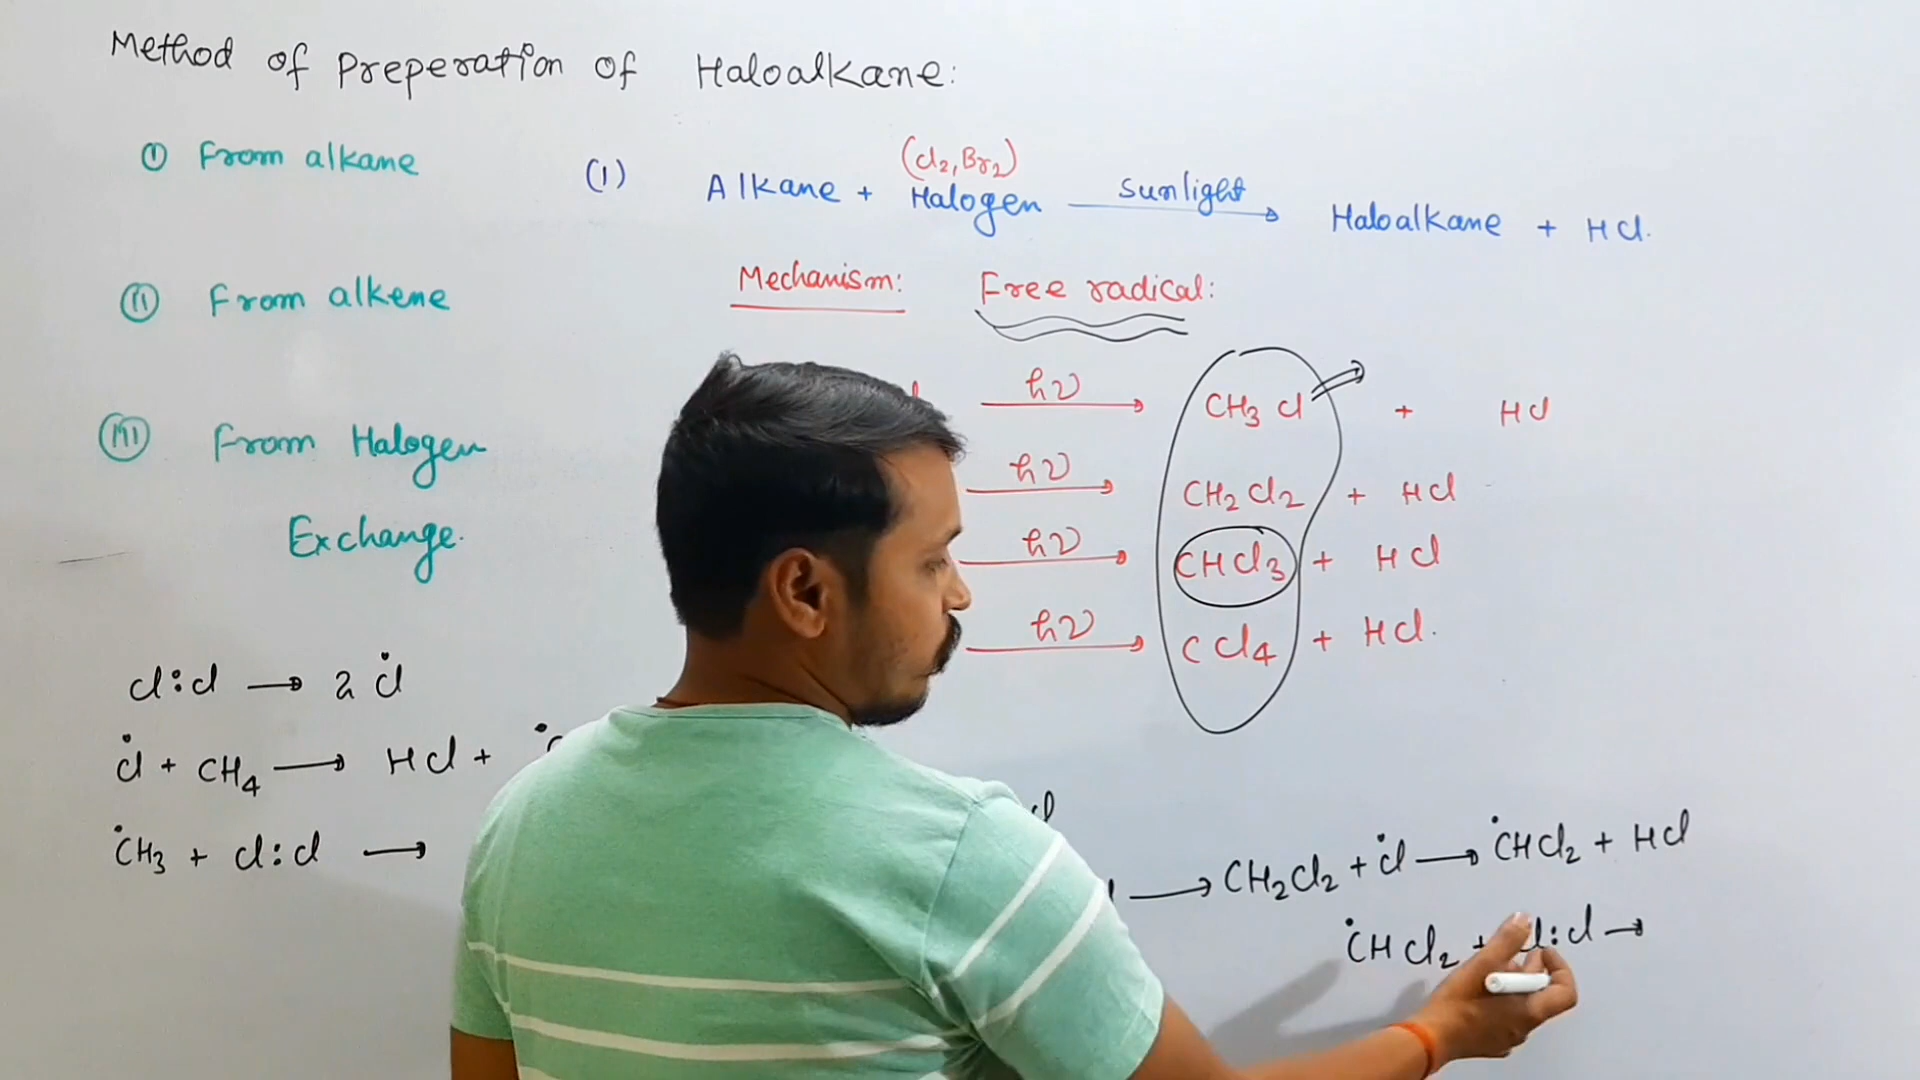 Method of Preperation of Haloalkane:
(I) From alkane
(II) From alkene
(III) From Halogen
Exchange.
(Cl2, Br2)
(1) Alkane + Halogen sunlight → Haloalkane + HCl.
Mechanism: Free radical:
hν → CH3Cl + HCl
hν → CH2Cl2 + HCl
hν → CHCl3 + HCl
hν → CCl4 + HCl.
Cl:Cl → 2 Ċl
Ċl + CH4 → HCl +
ĊH3 + Cl:Cl →
→ CH2Cl2 + Ċl → ĊHCl2 + HCl
ĊHCl2 + Cl:Cl →